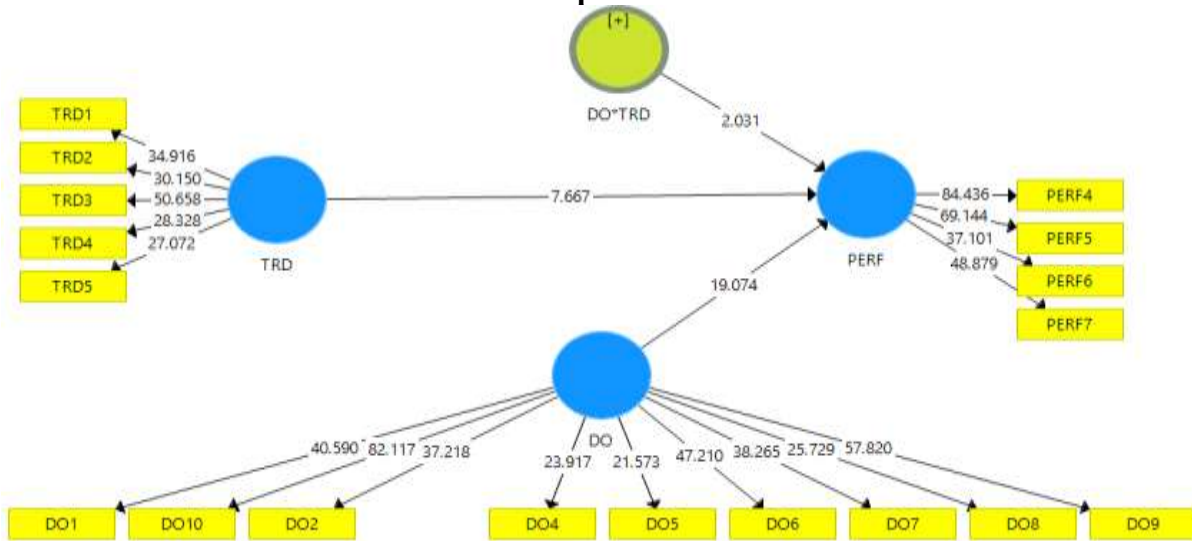 [+]
DO*TRD
2.031
TRD1
TRD2
TRD3
TRD4
TRD5
34.916
30.150
50.658
28.328
27.072
TRD
7.667
PERF
84.436
69.144
37.101
48.879
PERF4
PERF5
PERF6
PERF7
19.074
DO
40.590
82.117
37.218
23.917
21.573
47.210
38.265
25.729
57.820
DO1
DO10
DO2
DO4
DO5
DO6
DO7
DO8
DO9